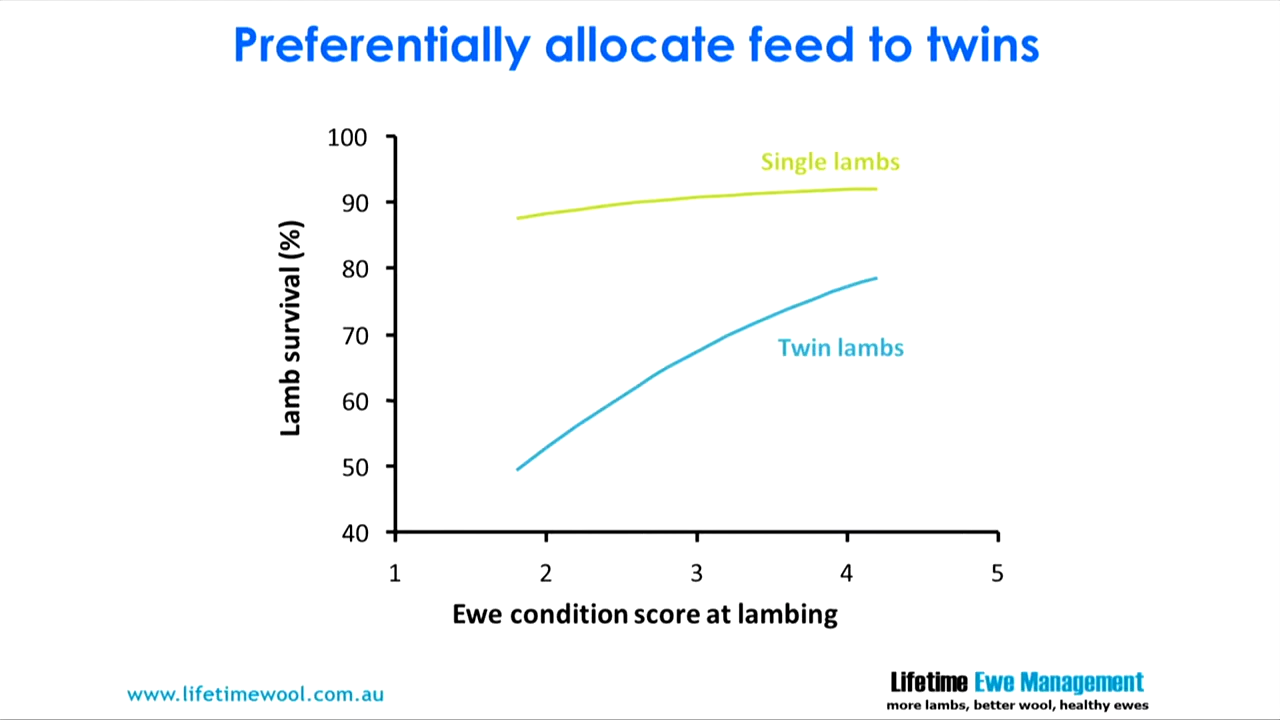 Preferentially allocate feed to twins
100
90
80
70
60
50
40
Lamb survival (%)
Single lambs
Twin lambs
1 2 3 4 5
Ewe condition score at lambing
www.lifetimewool.com.au
Lifetime Ewe Management
more lambs, better wool, healthy ewes